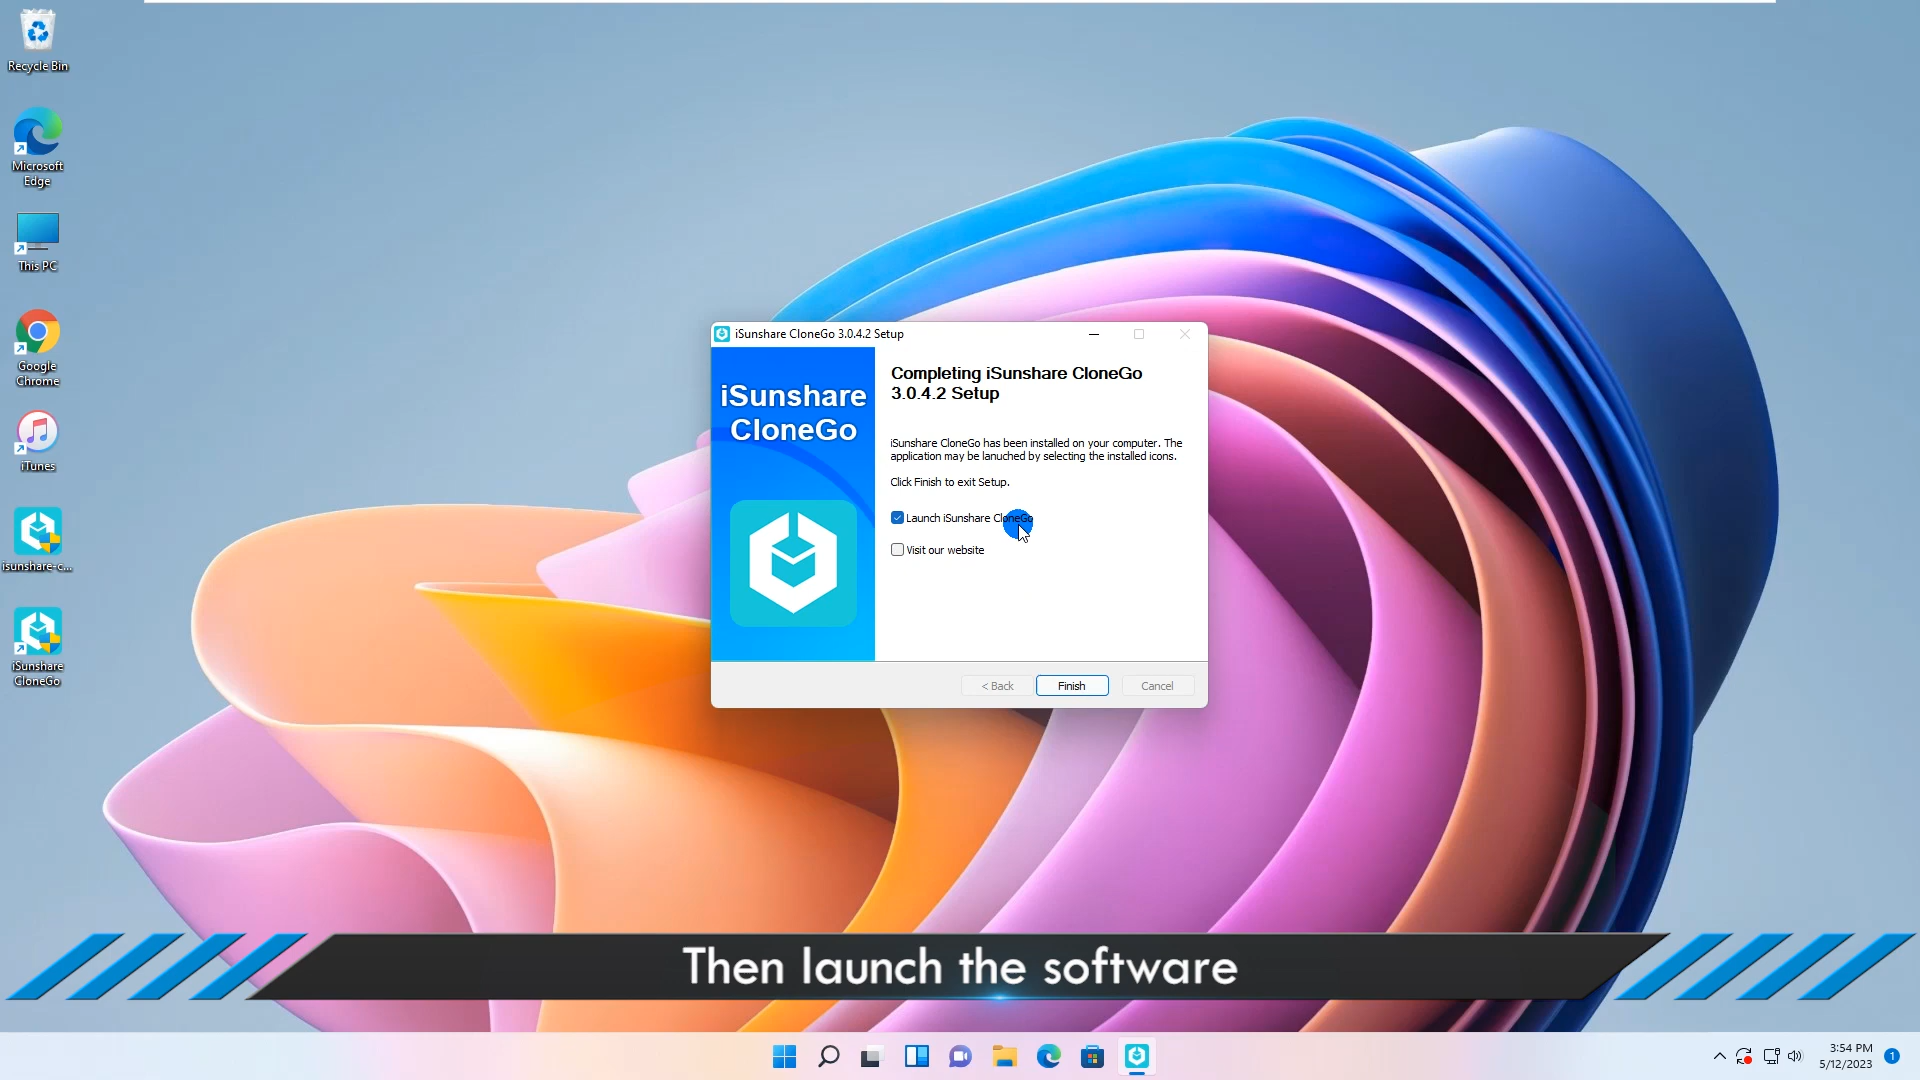 Recycle Bin
Microsoft
Edge
This PC
Google
Chrome
iTunes
isunshare-c...
iSunshare
CloneGo
iSunshare CloneGo 3.0.4.2 Setup
iSunshare
CloneGo
Completing iSunshare CloneGo
3.0.4.2 Setup
iSunshare CloneGo has been installed on your computer. The
application may be lanuched by selecting the installed icons.
Click Finish to exit Setup.
Launch iSunshare CloneGo
Visit our website
< Back
Finish
Cancel
Then launch the software
3:54 PM
5/12/2023
1